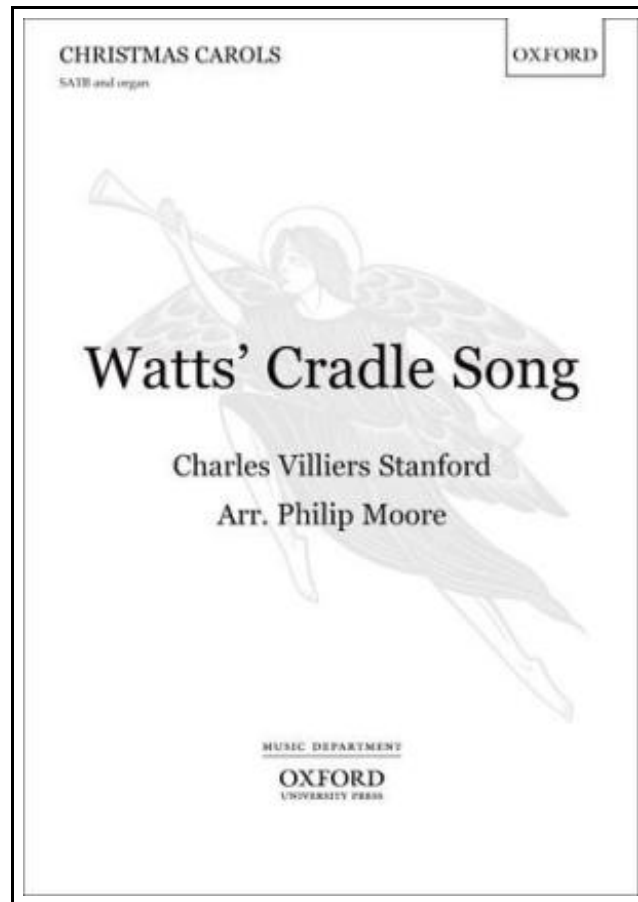 CHRISTMAS CAROLS
OXFORD
SATB and organ
Watts’ Cradle Song
Charles Villiers Stanford
Arr. Philip Moore
MUSIC DEPARTMENT
OXFORD
UNIVERSITY PRESS